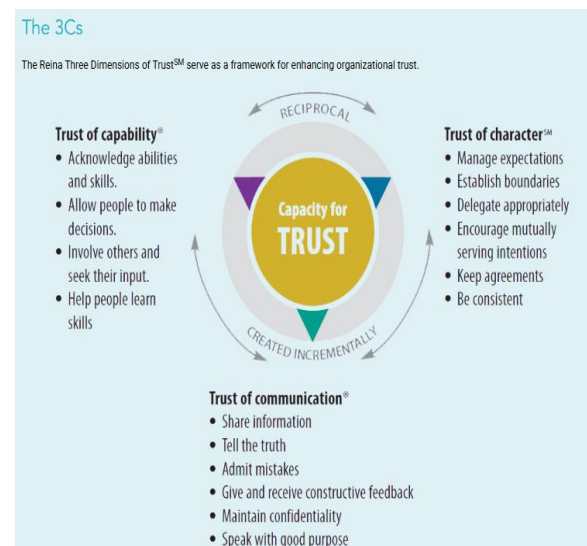 The 3Cs
The Reina Three Dimensions of Trust℠ serve as a framework for enhancing organizational trust.
RECIPROCAL
Trust of capability®
• Acknowledge abilities
and skills.
• Allow people to make
decisions.
• Involve others and
seek their input.
• Help people learn
skills
Capacity for
TRUST
Trust of character℠
• Manage expectations
• Establish boundaries
• Delegate appropriately
• Encourage mutually
serving intentions
• Keep agreements
• Be consistent
CREATED INCREMENTALLY
Trust of communication®
• Share information
• Tell the truth
• Admit mistakes
• Give and receive constructive feedback
• Maintain confidentiality
• Speak with good purpose